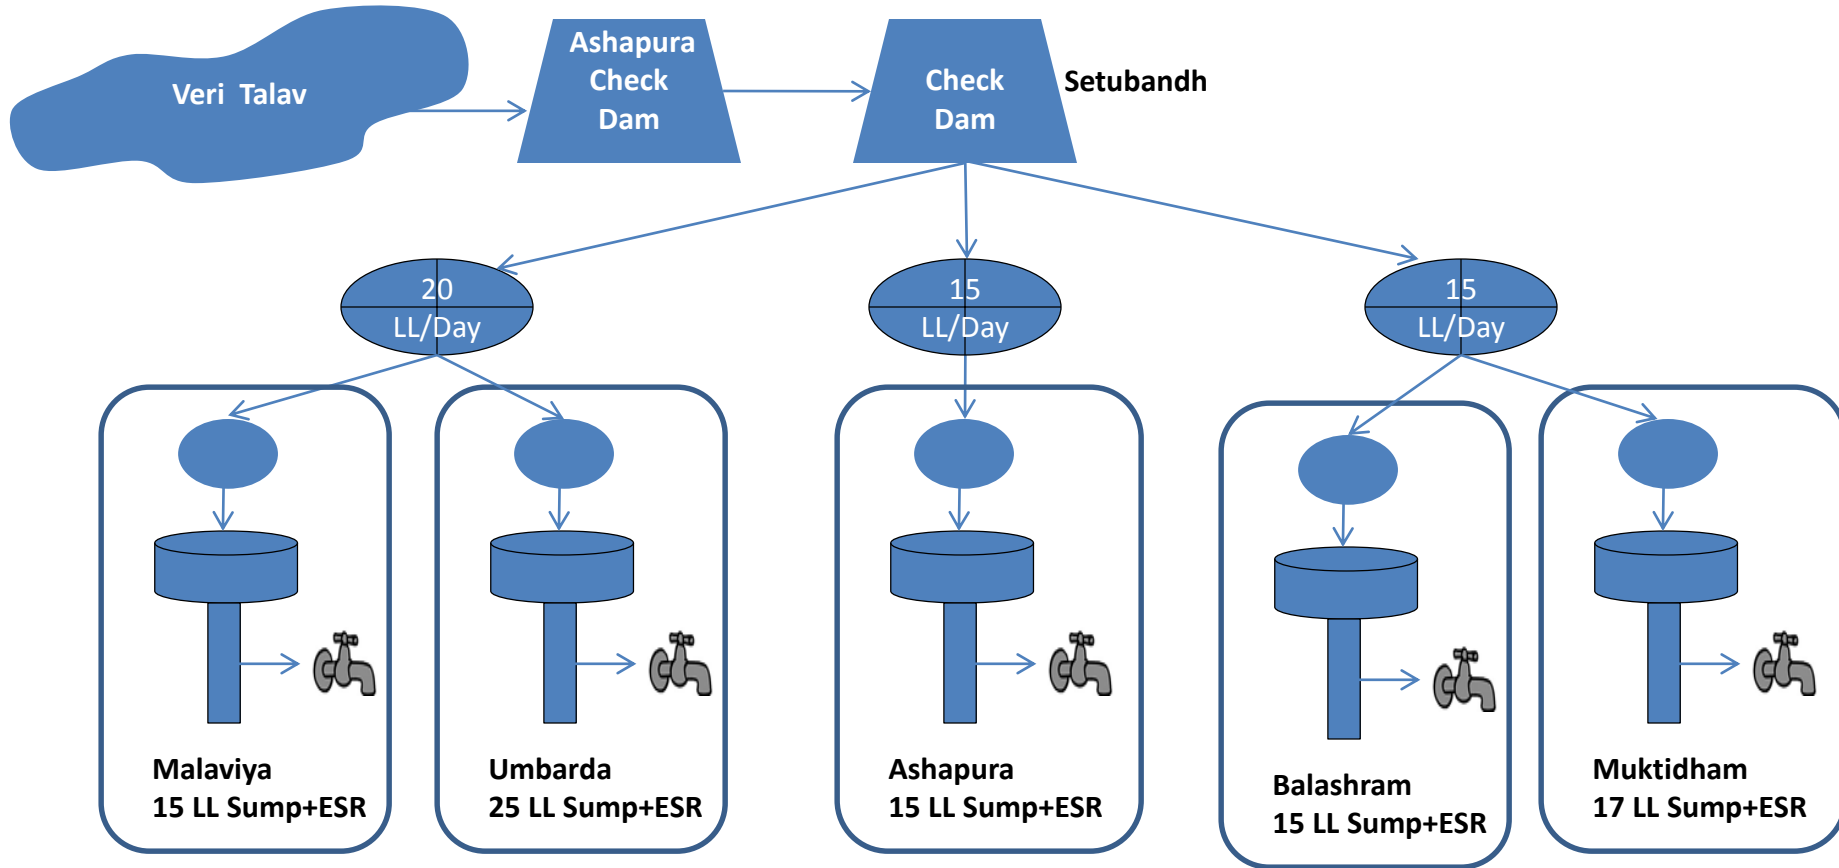 Veri Talav
Ashapura
Check
Dam
Check
Dam
Setubandh
20
LL/Day
15
LL/Day
15
LL/Day
Malaviya
15 LL Sump+ESR
Umbarda
25 LL Sump+ESR
Ashapura
15 LL Sump+ESR
Balashram
15 LL Sump+ESR
Muktidham
17 LL Sump+ESR